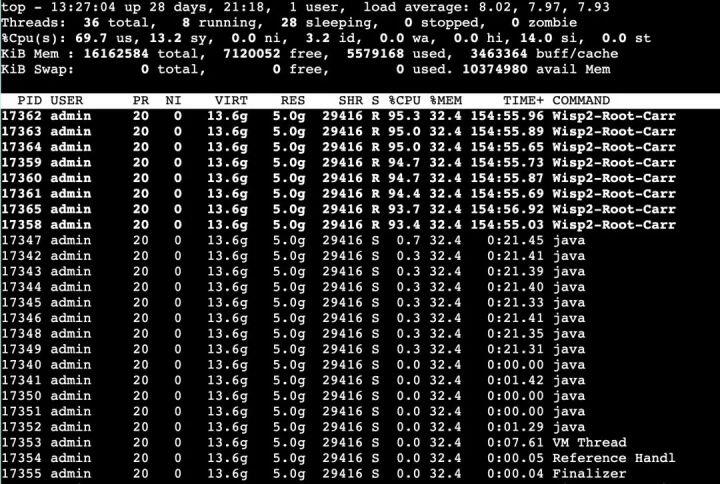 top - 13:27:04 up 28 days, 21:18,  1 user,  load average: 8.02, 7.97, 7.93
Threads:  36 total,   8 running,  28 sleeping,   0 stopped,   0 zombie
%Cpu(s): 69.7 us, 13.2 sy,  0.0 ni,  3.2 id,  0.0 wa,  0.0 hi, 14.0 si,  0.0 st
KiB Mem : 16162584 total,  7120052 free,  5579168 used,  3463364 buff/cache
KiB Swap:        0 total,        0 free,        0 used. 10374980 avail Mem
PID USER      PR  NI    VIRT    RES    SHR S %CPU %MEM     TIME+ COMMAND
17362 admin     20   0   13.6g   5.0g  29416 R 95.3 32.4 154:55.96 Wisp2-Root-Carr
17363 admin     20   0   13.6g   5.0g  29416 R 95.0 32.4 154:55.89 Wisp2-Root-Carr
17364 admin     20   0   13.6g   5.0g  29416 R 95.0 32.4 154:55.65 Wisp2-Root-Carr
17359 admin     20   0   13.6g   5.0g  29416 R 94.7 32.4 154:55.73 Wisp2-Root-Carr
17360 admin     20   0   13.6g   5.0g  29416 R 94.7 32.4 154:55.87 Wisp2-Root-Carr
17361 admin     20   0   13.6g   5.0g  29416 R 94.4 32.4 154:55.69 Wisp2-Root-Carr
17365 admin     20   0   13.6g   5.0g  29416 R 93.7 32.4 154:56.92 Wisp2-Root-Carr
17358 admin     20   0   13.6g   5.0g  29416 R 93.4 32.4 154:55.03 Wisp2-Root-Carr
17347 admin     20   0   13.6g   5.0g  29416 S  0.7 32.4   0:21.45 java
17342 admin     20   0   13.6g   5.0g  29416 S  0.3 32.4   0:21.41 java
17343 admin     20   0   13.6g   5.0g  29416 S  0.3 32.4   0:21.39 java
17344 admin     20   0   13.6g   5.0g  29416 S  0.3 32.4   0:21.40 java
17345 admin     20   0   13.6g   5.0g  29416 S  0.3 32.4   0:21.33 java
17346 admin     20   0   13.6g   5.0g  29416 S  0.3 32.4   0:21.41 java
17348 admin     20   0   13.6g   5.0g  29416 S  0.3 32.4   0:21.35 java
17349 admin     20   0   13.6g   5.0g  29416 S  0.3 32.4   0:21.31 java
17340 admin     20   0   13.6g   5.0g  29416 S  0.0 32.4   0:00.00 java
17341 admin     20   0   13.6g   5.0g  29416 S  0.0 32.4   0:01.42 java
17350 admin     20   0   13.6g   5.0g  29416 S  0.0 32.4   0:00.00 java
17351 admin     20   0   13.6g   5.0g  29416 S  0.0 32.4   0:00.00 java
17352 admin     20   0   13.6g   5.0g  29416 S  0.0 32.4   0:01.29 java
17353 admin     20   0   13.6g   5.0g  29416 S  0.0 32.4   0:07.61 VM Thread
17354 admin     20   0   13.6g   5.0g  29416 S  0.0 32.4   0:00.05 Reference Handl
17355 admin     20   0   13.6g   5.0g  29416 S  0.0 32.4   0:00.04 Finalizer